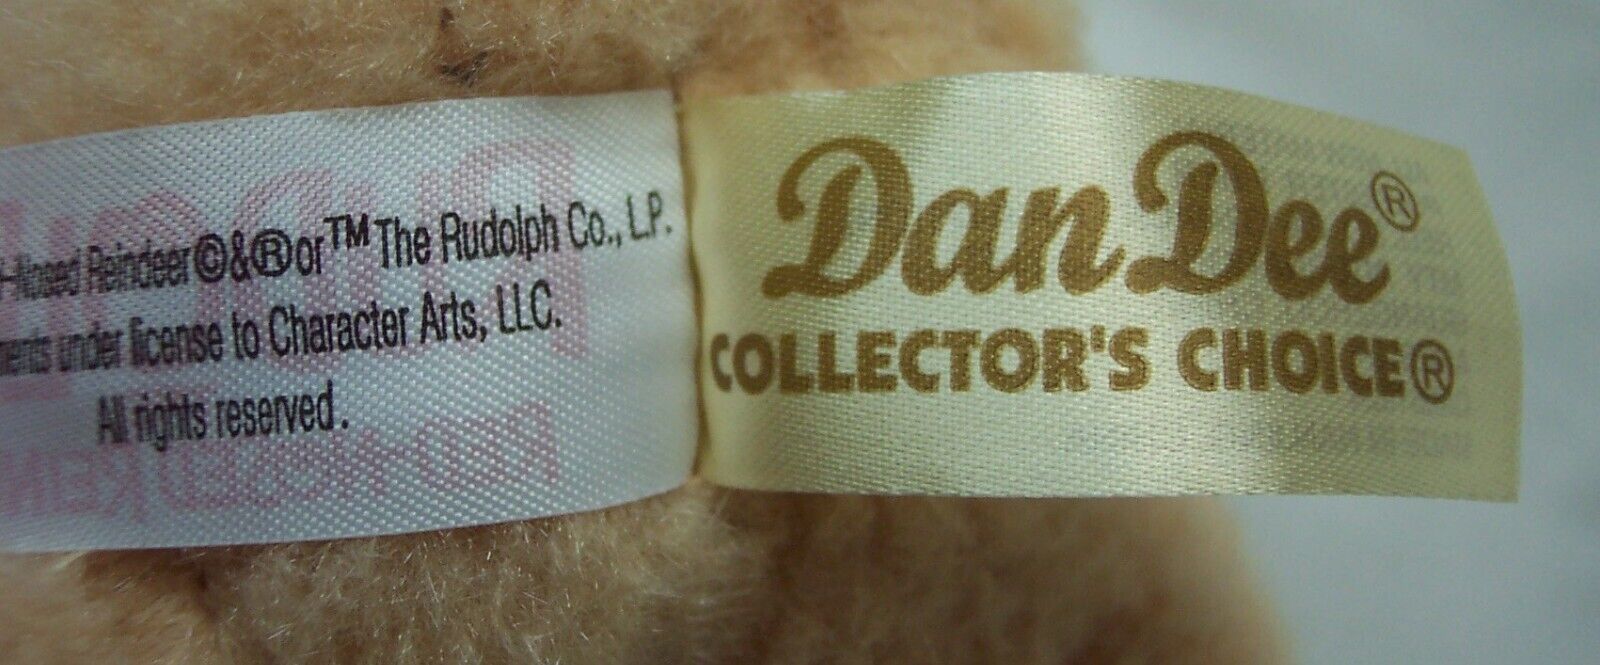 -Nosed Reindeer©&®or™ The Rudolph Co., L.P.
under license to Character Arts, LLC.
All rights reserved.
Dan Dee®
COLLECTOR'S CHOICE®